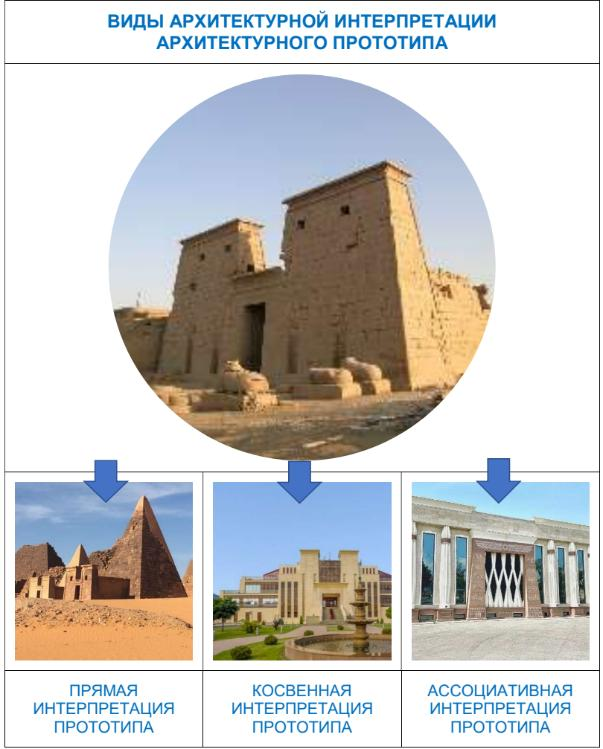 ВИДЫ АРХИТЕКТУРНОЙ ИНТЕРПРЕТАЦИИ
АРХИТЕКТУРНОГО ПРОТОТИПА
ПРЯМАЯ
ИНТЕРПРЕТАЦИЯ
ПРОТОТИПА
КОСВЕННАЯ
ИНТЕРПРЕТАЦИЯ
ПРОТОТИПА
АССОЦИАТИВНАЯ
ИНТЕРПРЕТАЦИЯ
ПРОТОТИПА